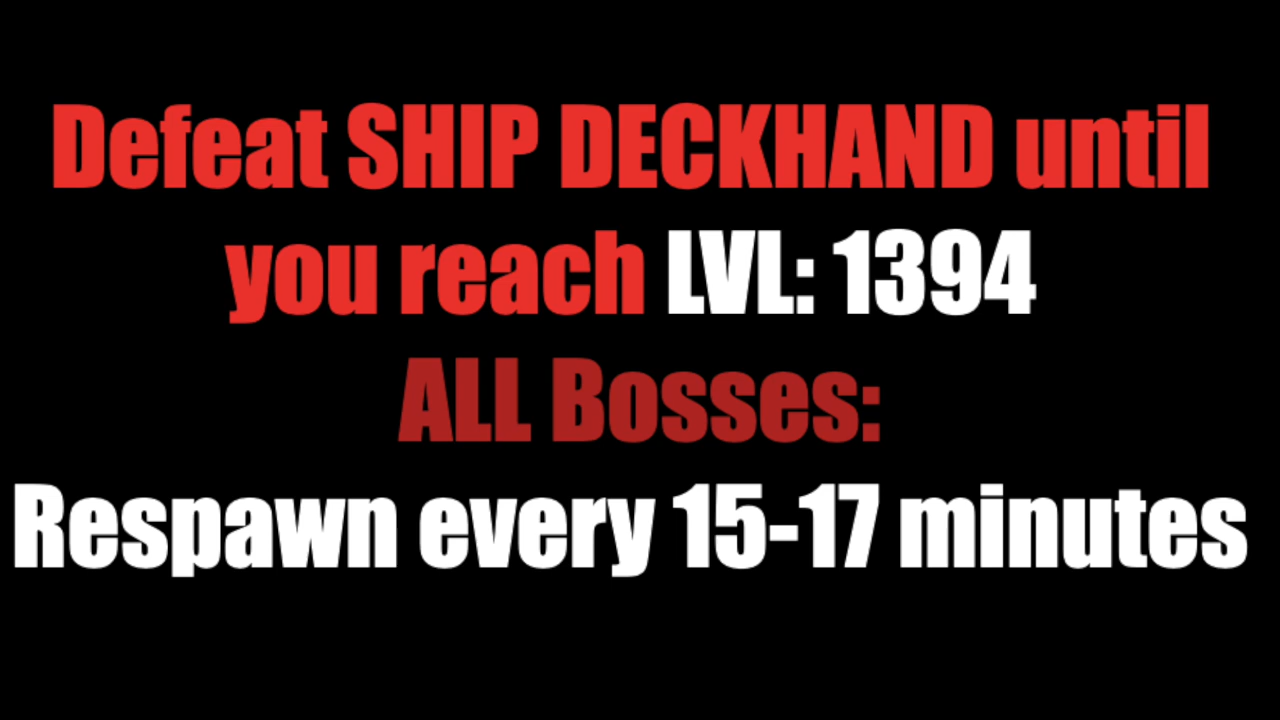 Defeat SHIP DECKHAND until
you reach LVL: 1394
ALL Bosses:
Respawn every 15-17 minutes